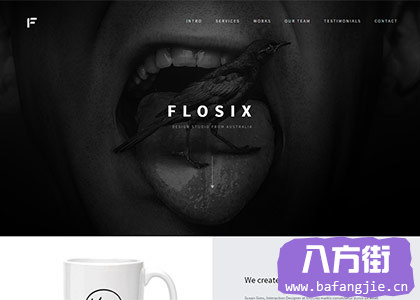 F
INTRO SERVICES WORKS OUR TEAM TESTIMONIALS CONTACT
FLOSIX
DESIGN STUDIO FROM AUSTRALIA
We create
Susan Sims, Interaction Designer at
八方街
www.bafangjie.cn